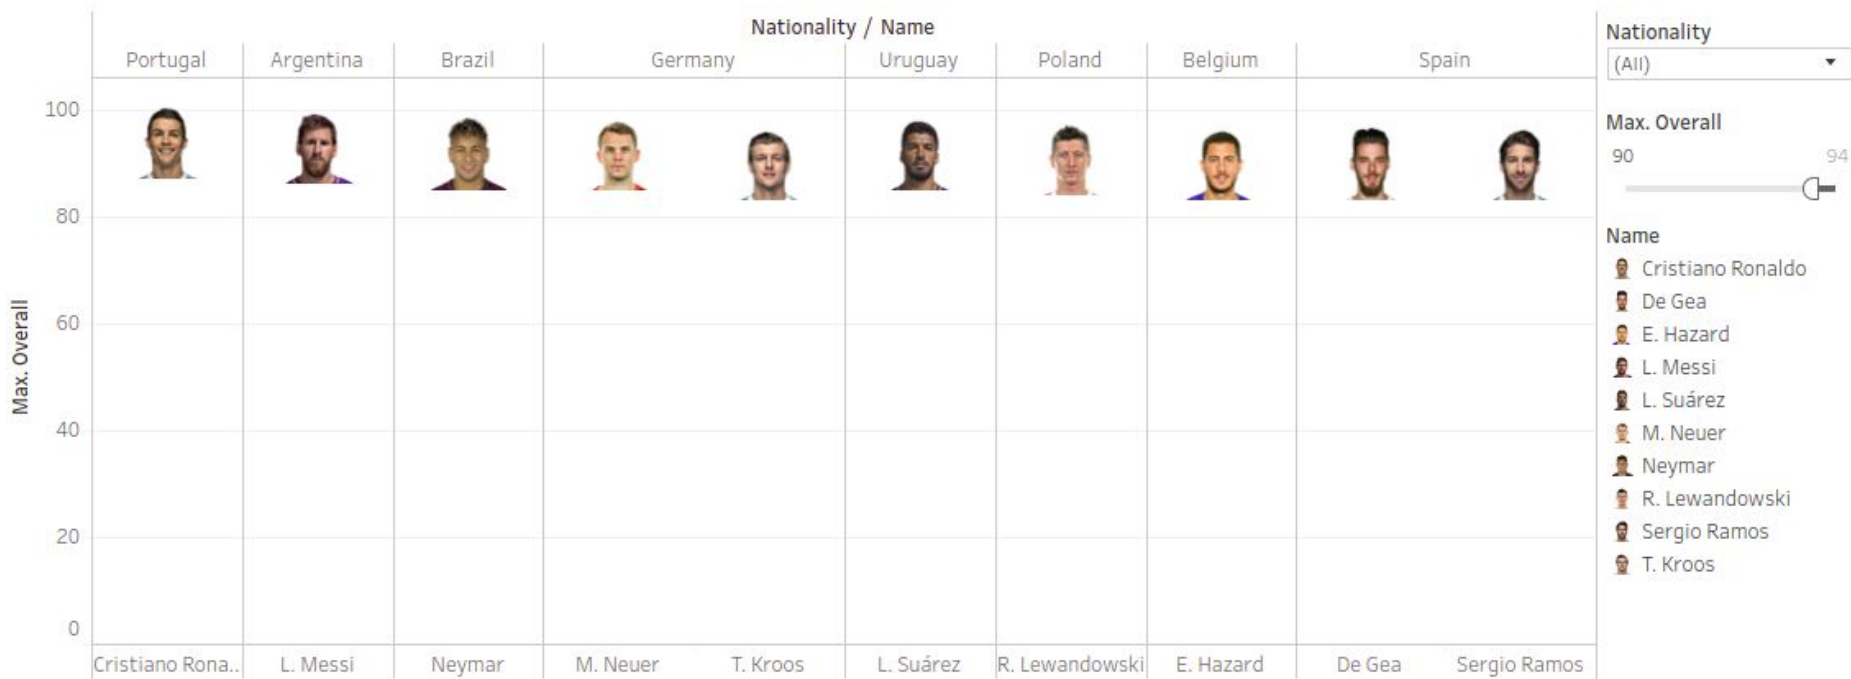 Nationality / Name
Portugal Argentina Brazil Germany Uruguay Poland Belgium Spain
100
80
60
40
20
0
Max. Overall
Cristiano Rona.. L. Messi Neymar M. Neuer T. Kroos L. Suárez R. Lewandowski E. Hazard De Gea Sergio Ramos
Nationality
(All)
Max. Overall
90 94
Name
Cristiano Ronaldo
De Gea
E. Hazard
L. Messi
L. Suárez
M. Neuer
Neymar
R. Lewandowski
Sergio Ramos
T. Kroos